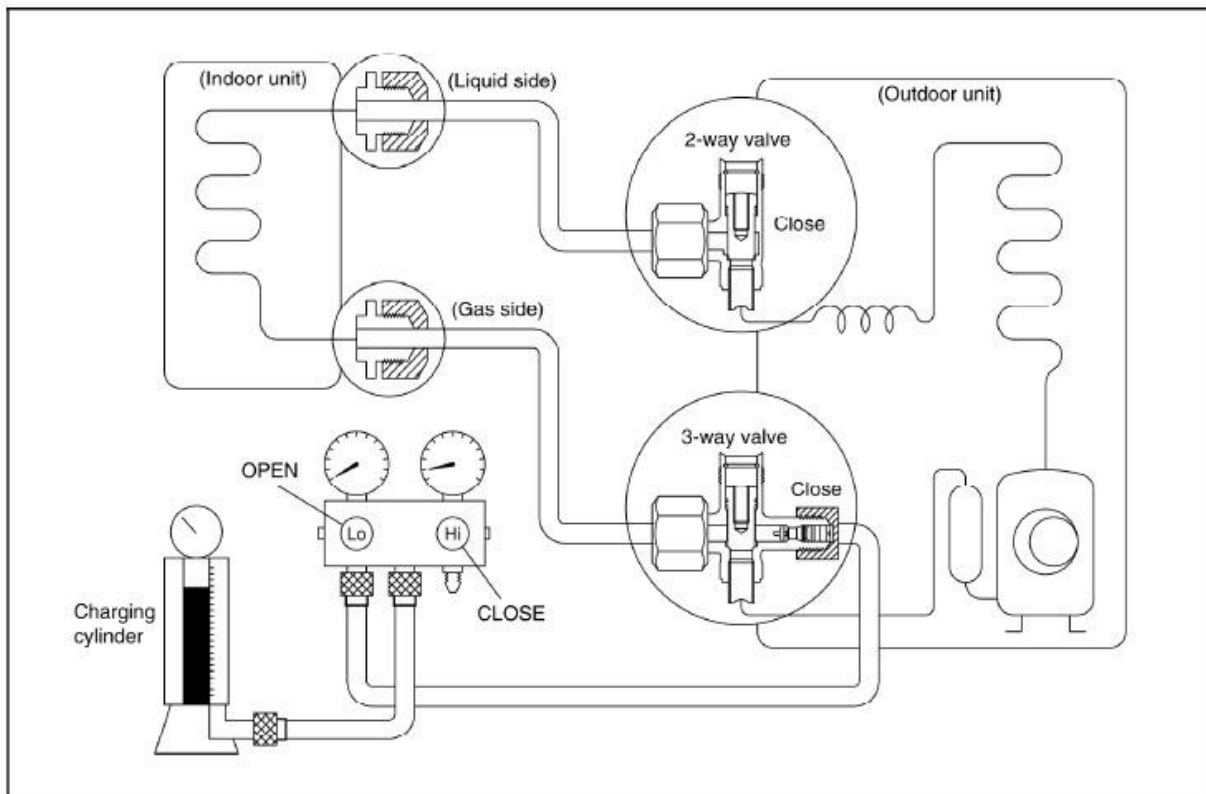 (Indoor unit)
(Liquid side)
(Outdoor unit)
2-way valve
Close
(Gas side)
3-way valve
Close
OPEN
Lo
Hi
CLOSE
Charging
cylinder